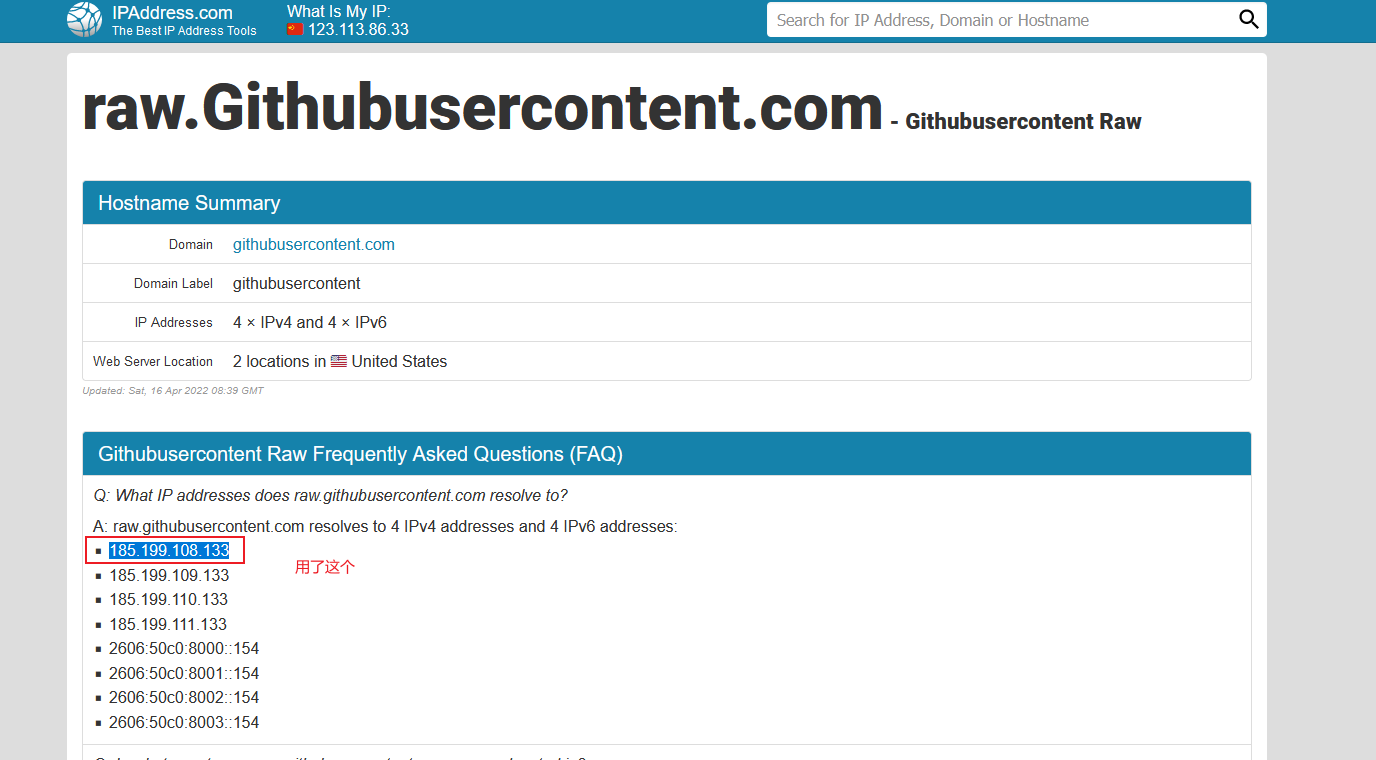 IPAddress.com
The Best IP Address Tools
What Is My IP:
123.113.86.33
Search for IP Address, Domain or Hostname
raw.Githubusercontent.com - Githubusercontent Raw
Hostname Summary
Domain githubusercontent.com
Domain Label githubusercontent
IP Addresses 4 × IPv4 and 4 × IPv6
Web Server Location 2 locations in United States
Updated: Sat, 16 Apr 2022 08:39 GMT
Githubusercontent Raw Frequently Asked Questions (FAQ)
Q: What IP addresses does raw.githubusercontent.com resolve to?
A: raw.githubusercontent.com resolves to 4 IPv4 addresses and 4 IPv6 addresses:
185.199.108.133
用了这个
185.199.109.133
185.199.110.133
185.199.111.133
2606:50c0:8000::154
2606:50c0:8001::154
2606:50c0:8002::154
2606:50c0:8003::154